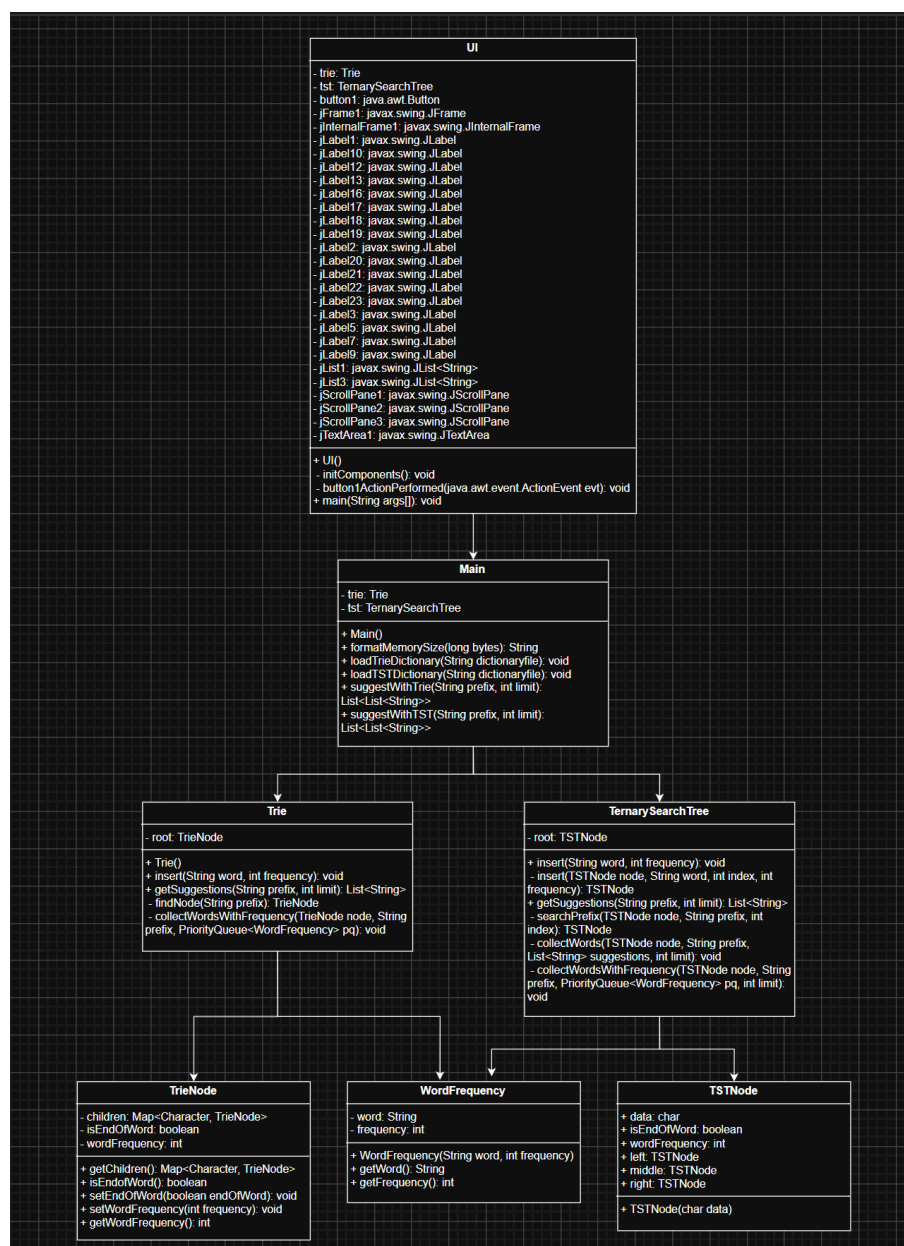 UI
- trie: Trie
- tst: TernarySearchTree
- button1: java.awt.Button
- jFrame1: javax.swing.JFrame
- jInternalFrame1: javax.swing.JInternalFrame
- jLabel1: javax.swing.JLabel
- jLabel10: javax.swing.JLabel
- jLabel12: javax.swing.JLabel
- jLabel13: javax.swing.JLabel
- jLabel16: javax.swing.JLabel
- jLabel17: javax.swing.JLabel
- jLabel18: javax.swing.JLabel
- jLabel19: javax.swing.JLabel
- jLabel2: javax.swing.JLabel
- jLabel20: javax.swing.JLabel
- jLabel21: javax.swing.JLabel
- jLabel22: javax.swing.JLabel
- jLabel23: javax.swing.JLabel
- jLabel3: javax.swing.JLabel
- jLabel5: javax.swing.JLabel
- jLabel7: javax.swing.JLabel
- jLabel9: javax.swing.JLabel
- jList1: javax.swing.JList<String>
- jList3: javax.swing.JList<String>
- jScrollPane1: javax.swing.JScrollPane
- jScrollPane2: javax.swing.JScrollPane
- jScrollPane3: javax.swing.JScrollPane
- jTextArea1: javax.swing.JTextArea
+ UI()
- initComponents(): void
- button1ActionPerformed(java.awt.event.ActionEvent evt): void
+ main(String args[]): void
Main
- trie: Trie
- tst: TernarySearchTree
+ Main()
+ formatMemorySize(long bytes): String
+ loadTrieDictionary(String dictionaryfile): void
+ loadTSTDictionary(String dictionaryfile): void
+ suggestWithTrie(String prefix, int limit):
List<List<String>>
+ suggestWithTST(String prefix, int limit):
List<List<String>>
Trie
- root: TrieNode
+ Trie()
+ insert(String word, int frequency): void
+ getSuggestions(String prefix, int limit): List<String>
- findNode(String prefix): TrieNode
- collectWordsWithFrequency(TrieNode node, String
prefix, PriorityQueue<WordFrequency> pq): void
TernarySearchTree
- root: TSTNode
+ insert(String word, int frequency): void
- insert(TSTNode node, String word, int index, int
frequency): TSTNode
+ getSuggestions(String prefix, int limit): List<String>
- searchPrefix(TSTNode node, String prefix, int
index): TSTNode
- collectWords(TSTNode node, String prefix,
List<String> suggestions, int limit): void
- collectWordsWithFrequency(TSTNode node, String
prefix, PriorityQueue<WordFrequency> pq, int limit):
void
TrieNode
- children: Map<Character, TrieNode>
- isEndOfWord: boolean
- wordFrequency: int
+ getChildren(): Map<Character, TrieNode>
+ isEndofWord(): boolean
+ setEndOfWord(boolean endOfWord): void
+ setWordFrequency(int frequency): void
+ getWordFrequency(): int
WordFrequency
- word: String
- frequency: int
+ WordFrequency(String word, int frequency)
+ getWord(): String
+ getFrequency(): int
TSTNode
+ data: char
+ isEndOfWord: boolean
+ wordFrequency: int
+ left: TSTNode
+ middle: TSTNode
+ right: TSTNode
+ TSTNode(char data)